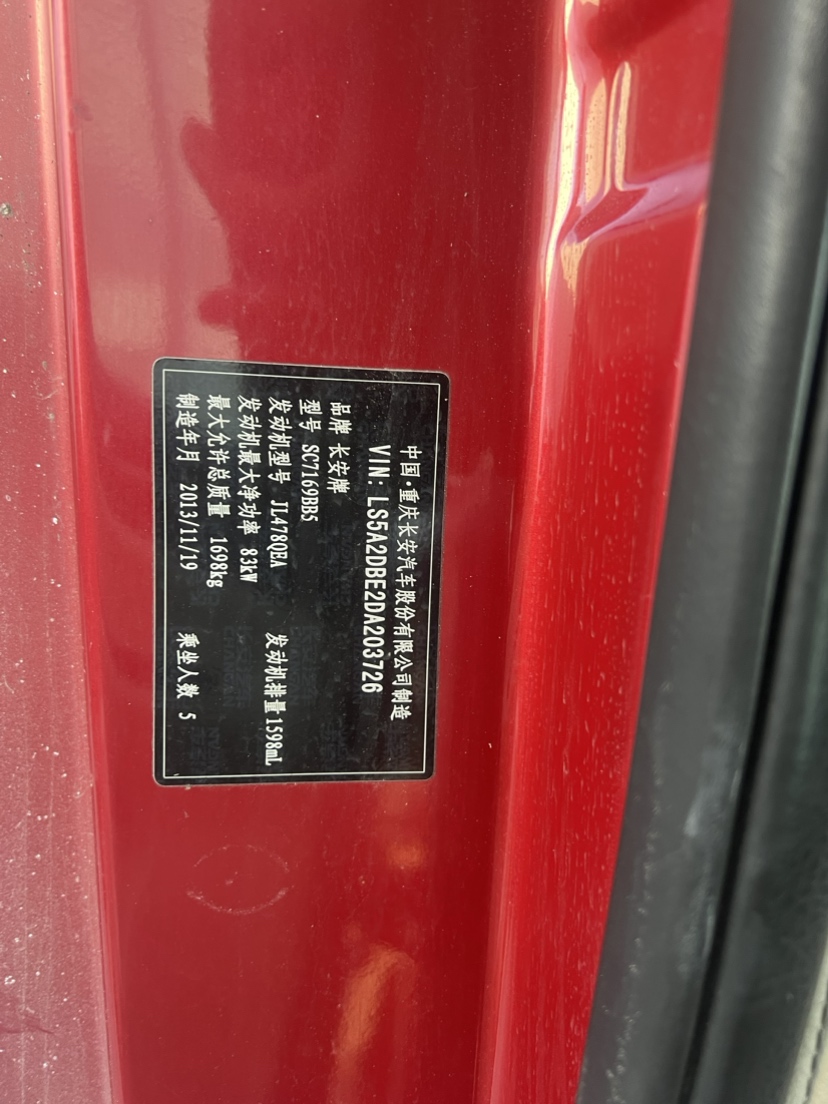 中国·重庆长安汽车股份有限公司制造
VIN: LS5A2DBE2DA203726
品牌 长安牌
型号 SC7169BB5
发动机型号 JL478QEA 发动机排量 1598mL
发动机最大净功率 83kW
最大允许总质量 1698kg
制造年月 2013/11/19 乘坐人数 5